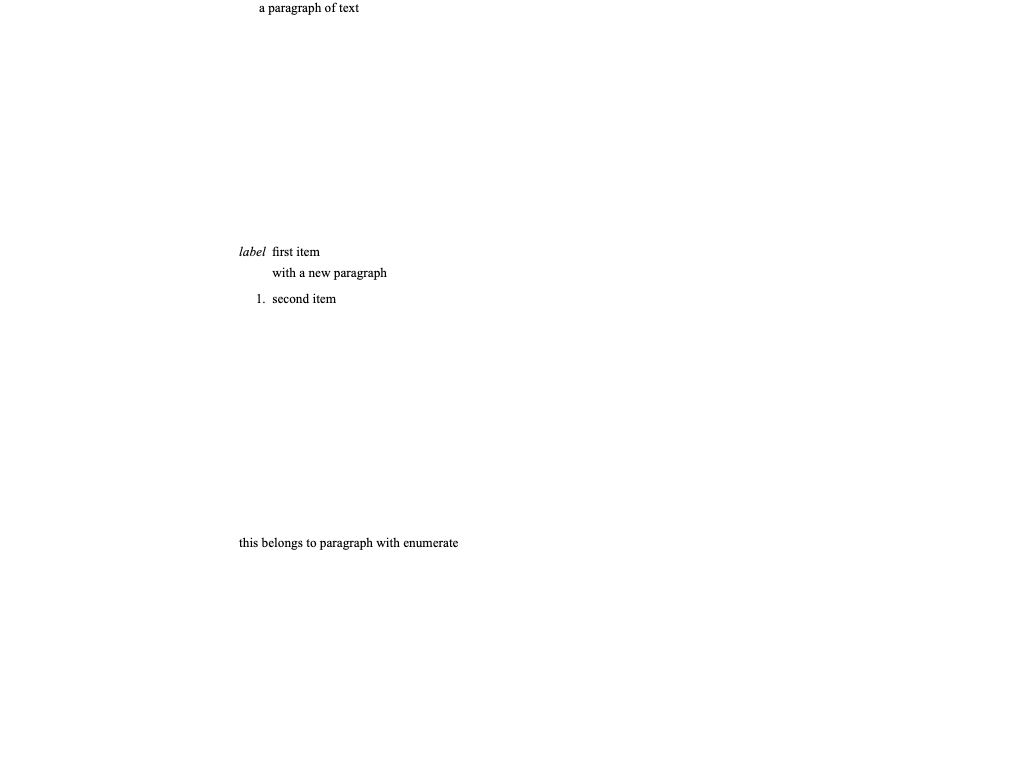 a paragraph of text
label first item
with a new paragraph
1. second item
this belongs to paragraph with enumerate